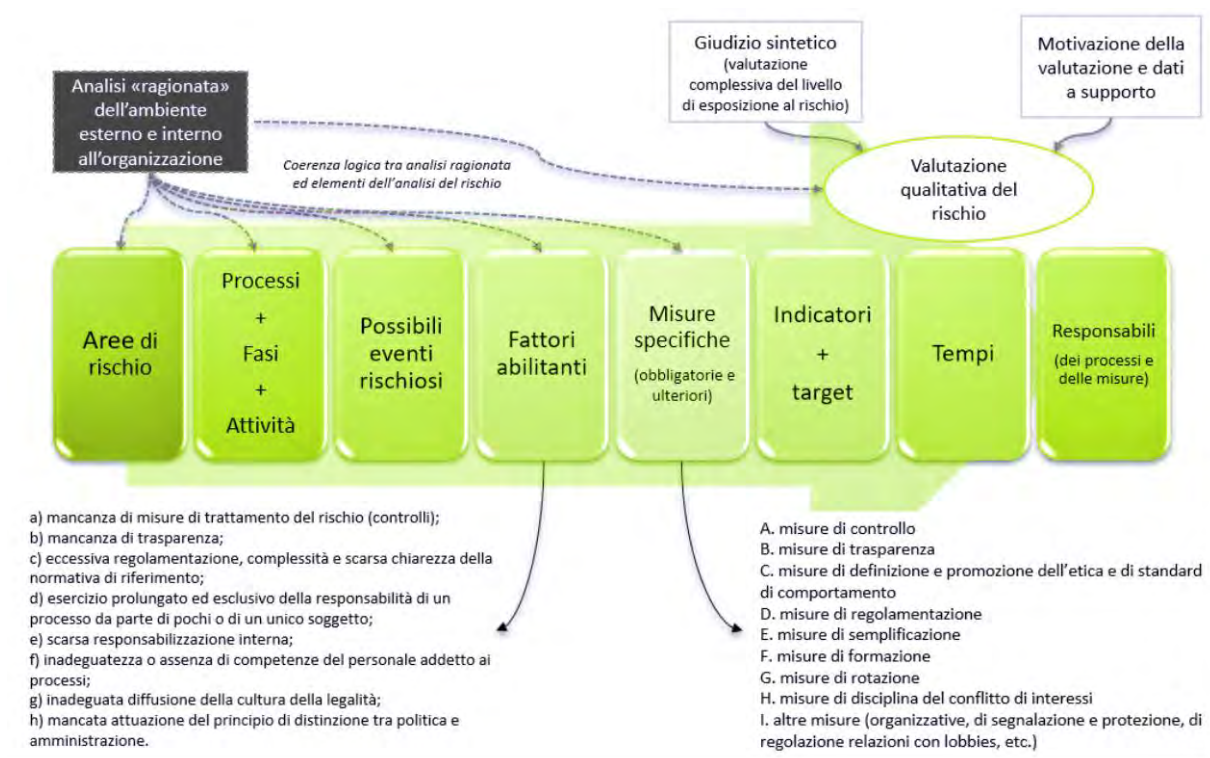 Analisi «ragionata»
dell’ambiente
esterno e interno
all’organizzazione
Giudizio sintetico
(valutazione
complessiva del livello
di esposizione al rischio)
Motivazione della
valutazione e dati
a supporto
Coerenza logica tra analisi ragionata
ed elementi dell’analisi del rischio
Valutazione
qualitativa del
rischio
Aree di
rischio
Processi
+
Fasi
+
Attività
Possibili
eventi
rischiosi
Fattori
abilitanti
Misure
specifiche
(obbligatorie e
ulteriori)
Indicatori
+
target
Tempi
Responsabili
(dei processi e
delle misure)
a) mancanza di misure di trattamento del rischio (controlli);
b) mancanza di trasparenza;
c) eccessiva regolamentazione, complessità e scarsa chiarezza della
normativa di riferimento;
d) esercizio prolungato ed esclusivo della responsabilità di un
processo da parte di pochi o di un unico soggetto;
e) scarsa responsabilizzazione interna;
f) inadeguatezza o assenza di competenze del personale addetto ai
processi;
g) inadeguata diffusione della cultura della legalità;
h) mancata attuazione del principio di distinzione tra politica e
amministrazione.
A. misure di controllo
B. misure di trasparenza
C. misure di definizione e promozione dell’etica e di standard
di comportamento
D. misure di regolamentazione
E. misure di semplificazione
F. misure di formazione
G. misure di rotazione
H. misure di disciplina del conflitto di interessi
I. altre misure (organizzative, di segnalazione e protezione, di
regolazione relazioni con lobbies, etc.)